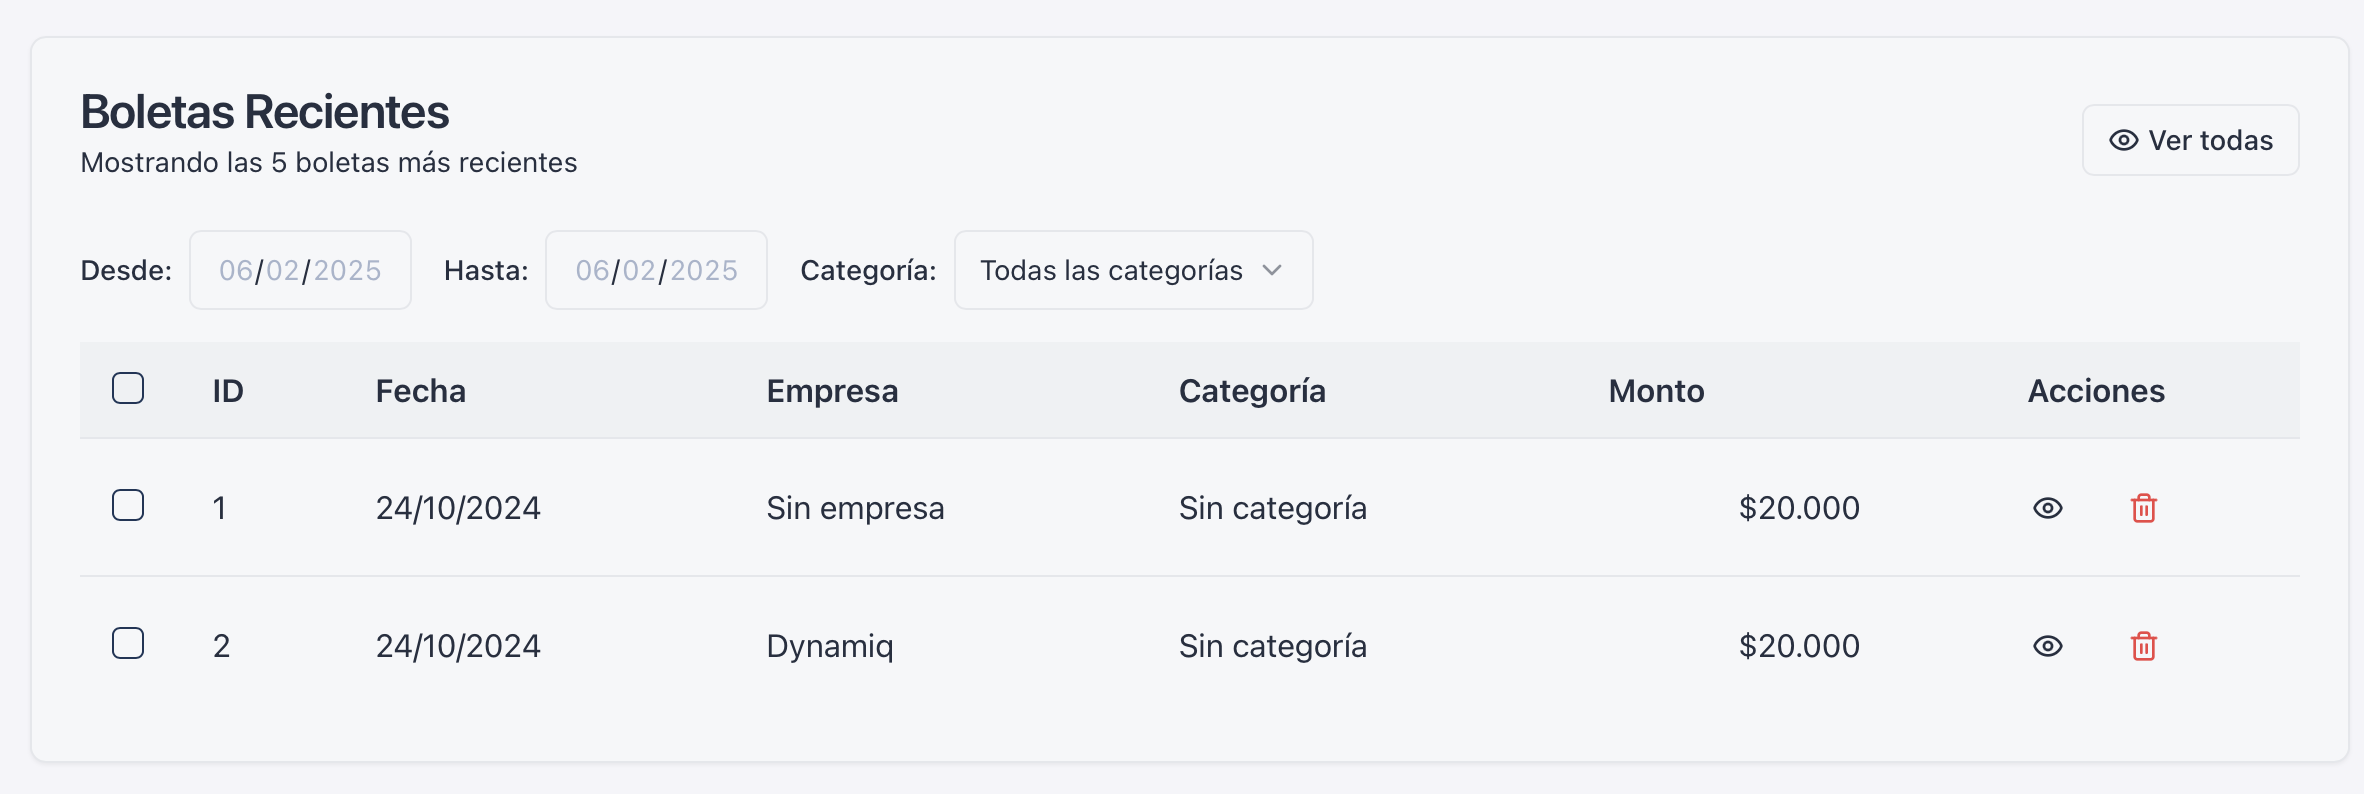 Boletas Recientes
Mostrando las 5 boletas más recientes
Ver todas
Desde: 06/02/2025 Hasta: 06/02/2025 Categoría: Todas las categorías
ID Fecha Empresa Categoría Monto Acciones
1 24/10/2024 Sin empresa Sin categoría $20.000
2 24/10/2024 Dynamiq Sin categoría $20.000